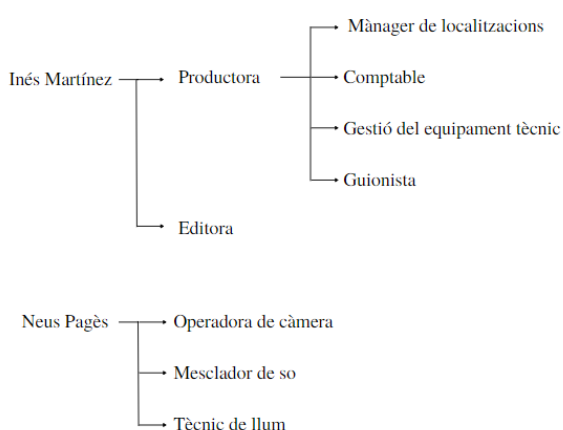 Mànager de localitzacions
Inés Martínez
Productora
Comptable
Gestió del equipament tècnic
Guionista
Editora
Neus Pagès
Operadora de càmera
Mesclador de so
Tècnic de llum